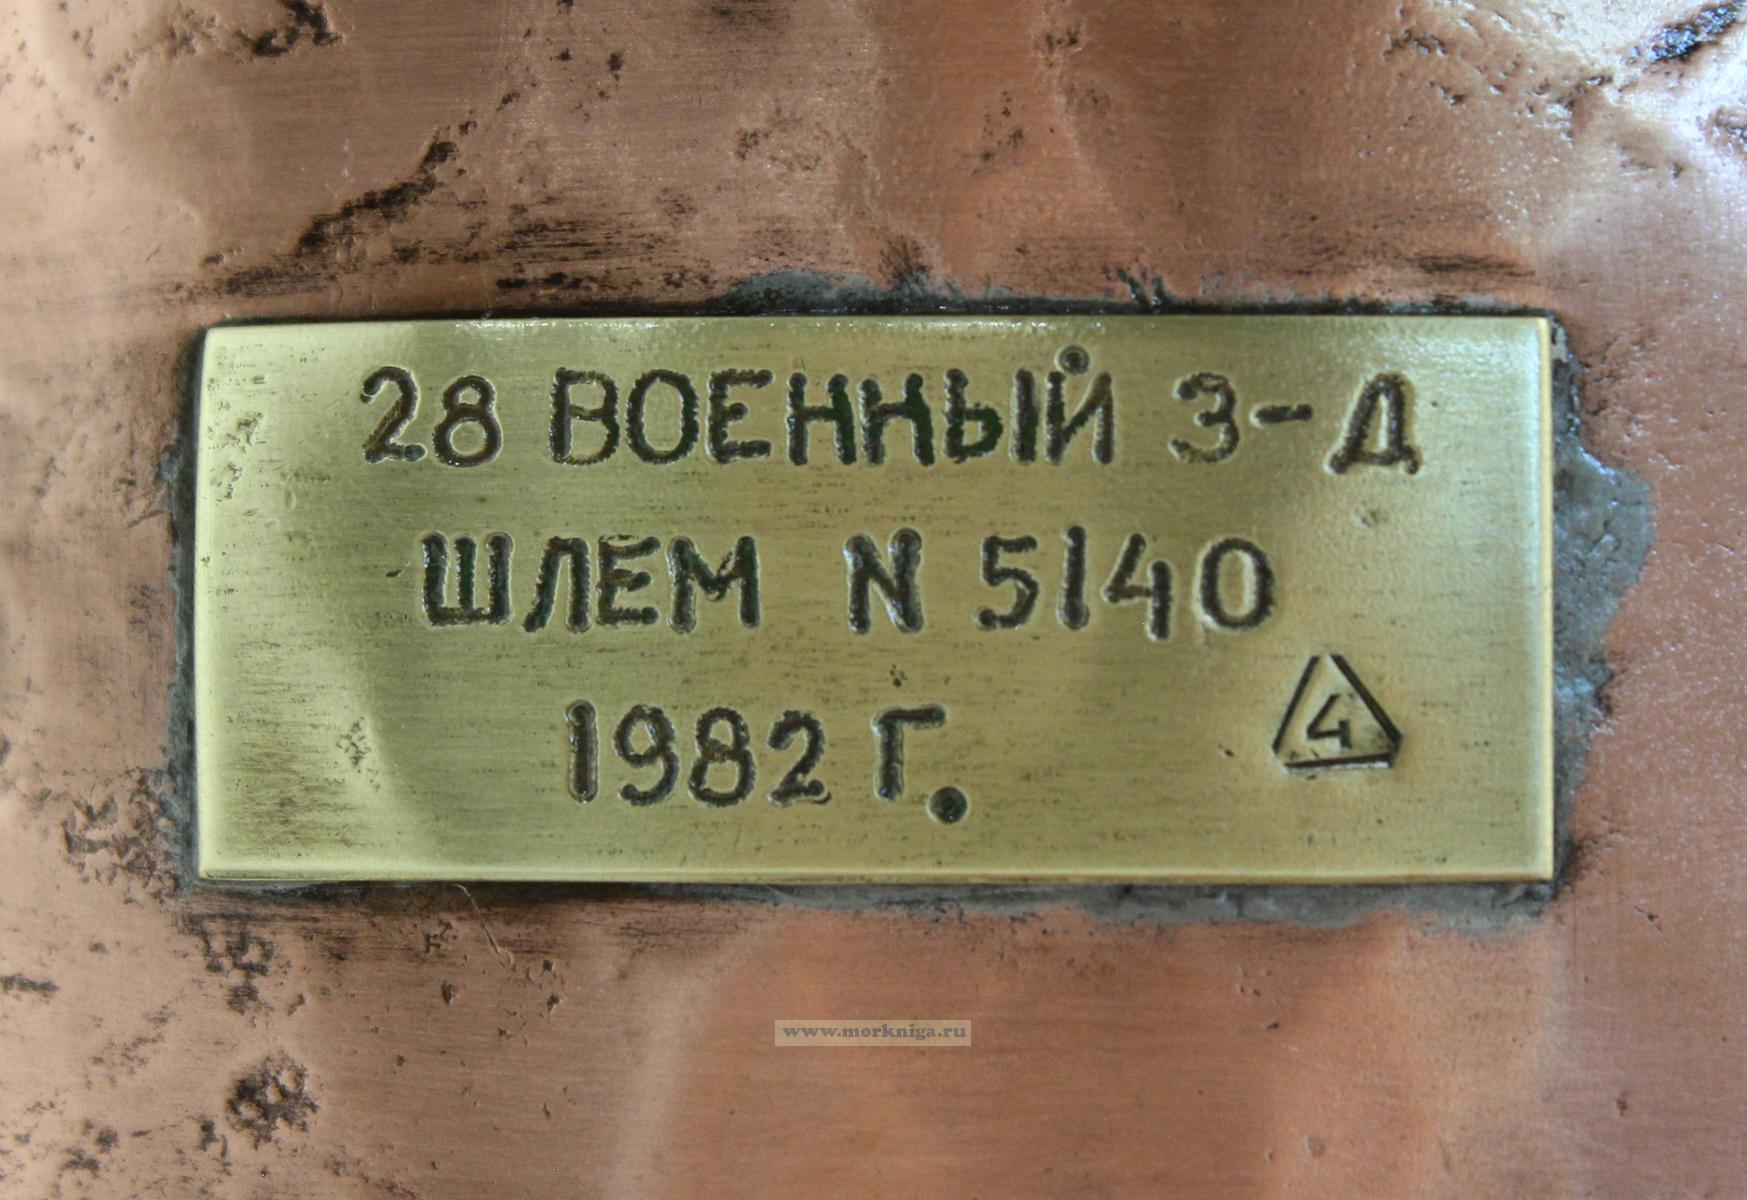 28 ВОЕННЫЙ З-Д
ШЛЕМ N 5140
1982 Г.
4
www.morkniga.ru